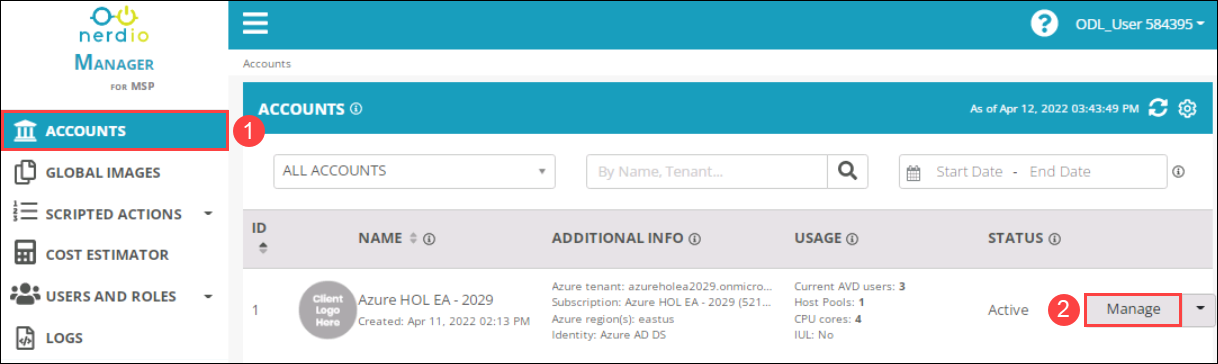 nerdio
MANAGER
FOR MSP
ODL_User 584395
Accounts
ACCOUNTS
1
GLOBAL IMAGES
SCRIPTED ACTIONS
COST ESTIMATOR
USERS AND ROLES
LOGS
ACCOUNTS
As of Apr 12, 2022 03:43:49 PM
ALL ACCOUNTS
By Name, Tenant...
Start Date - End Date
ID
NAME
ADDITIONAL INFO
USAGE
STATUS
1
Client
Logo
Here
Azure HOL EA - 2029
Created: Apr 11, 2022 02:13 PM
Azure tenant: azureholea2029.onmicro...
Subscription: Azure HOL EA - 2029 (521...
Azure region(s): eastus
Identity: Azure AD DS
Current AVD users: 3
Host Pools: 1
CPU cores: 4
IUL: No
Active
2
Manage